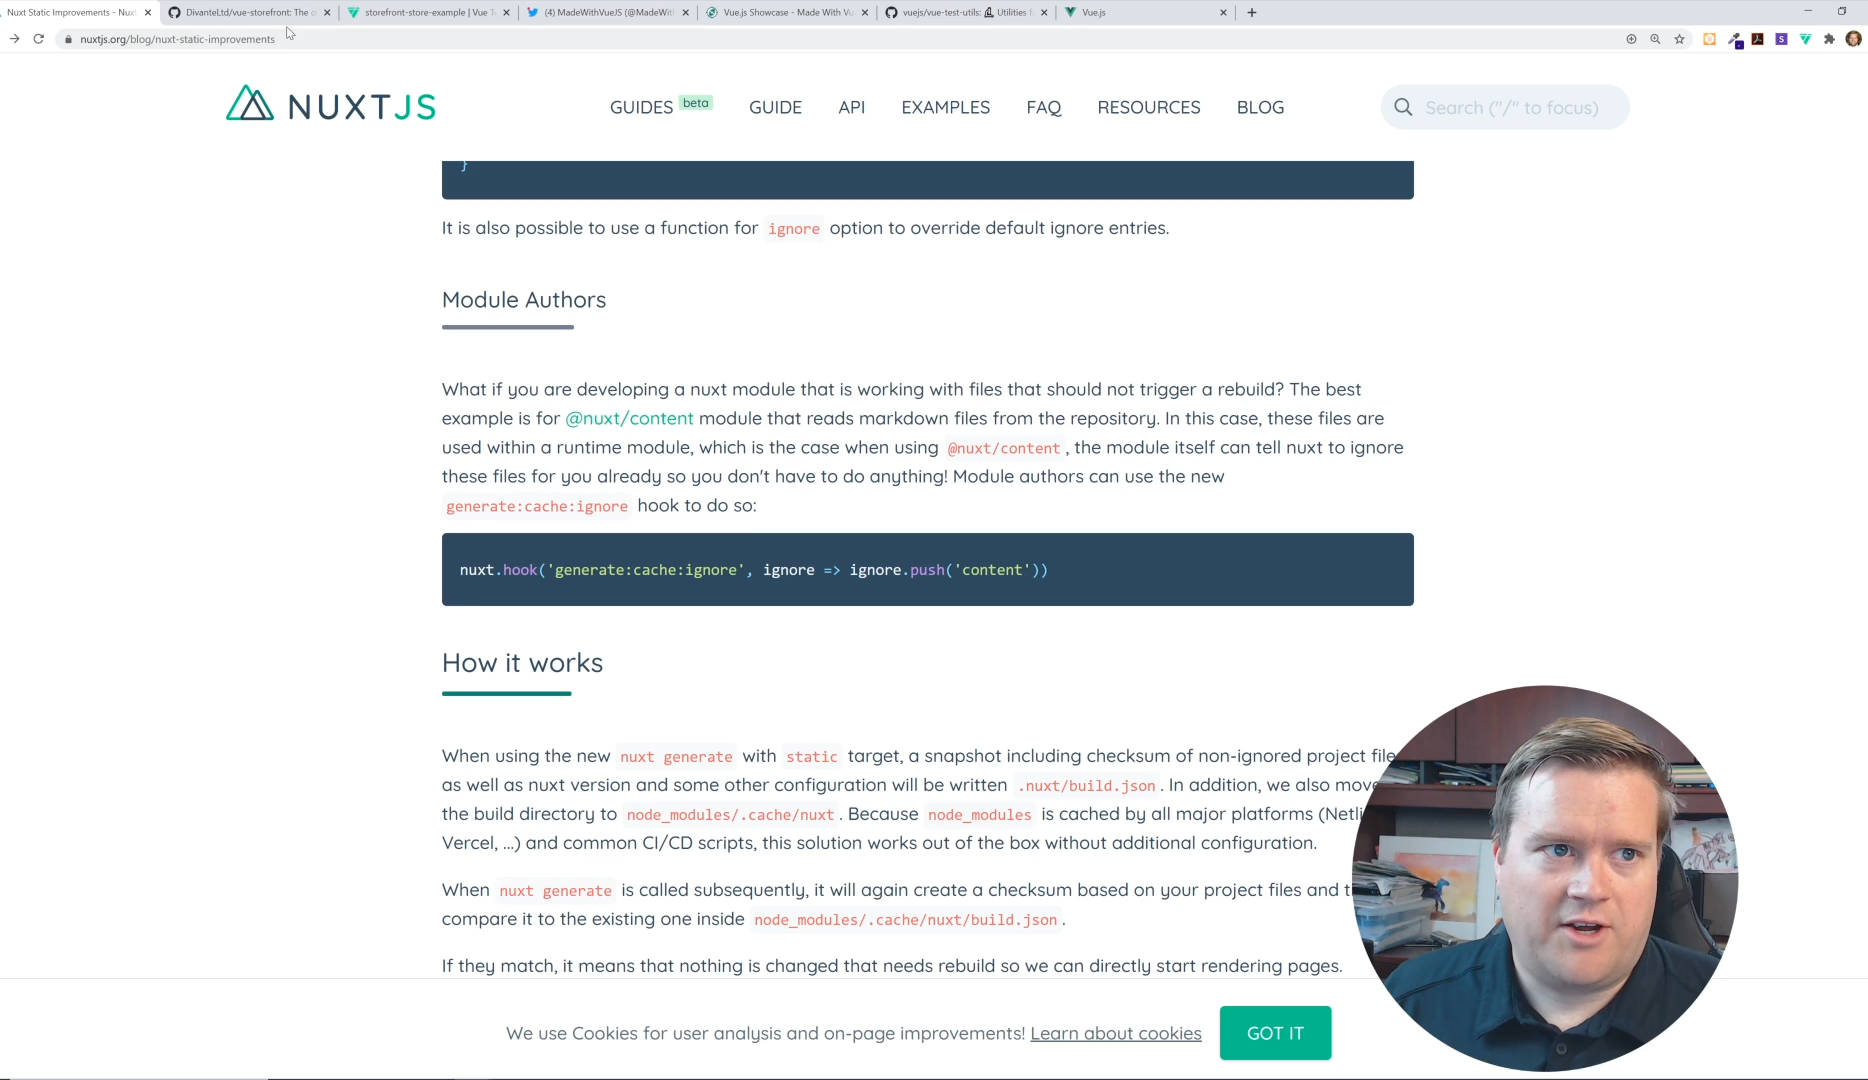 Nuxt Static Improvements - Nuxt
DivanteLtd/vue-storefront: The o
storefront-store-example | Vue T
(4) MadeWithVueJS (@MadeWit
Vue.js Showcase - Made With Vu
vuejs/vue-test-utils: Utilities f
Vue.js
nuxtjs.org/blog/nuxt-static-improvements
NUXTJS
GUIDES beta
GUIDE
API
EXAMPLES
FAQ
RESOURCES
BLOG
Search ("/" to focus)
}
It is also possible to use a function for ignore option to override default ignore entries.
Module Authors
What if you are developing a nuxt module that is working with files that should not trigger a rebuild? The best
example is for @nuxt/content module that reads markdown files from the repository. In this case, these files are
used within a runtime module, which is the case when using @nuxt/content, the module itself can tell nuxt to ignore
these files for you already so you don't have to do anything! Module authors can use the new
generate:cache:ignore hook to do so:
nuxt.hook('generate:cache:ignore', ignore => ignore.push('content'))
How it works
When using the new nuxt generate with static target, a snapshot including checksum of non-ignored project file
as well as nuxt version and some other configuration will be written .nuxt/build.json. In addition, we also mov
the build directory to node_modules/.cache/nuxt. Because node_modules is cached by all major platforms (Netli
Vercel, ...) and common CI/CD scripts, this solution works out of the box without additional configuration.
When nuxt generate is called subsequently, it will again create a checksum based on your project files and t
compare it to the existing one inside node_modules/.cache/nuxt/build.json.
If they match, it means that nothing is changed that needs rebuild so we can directly start rendering pages.
We use Cookies for user analysis and on-page improvements! Learn about cookies
GOT IT